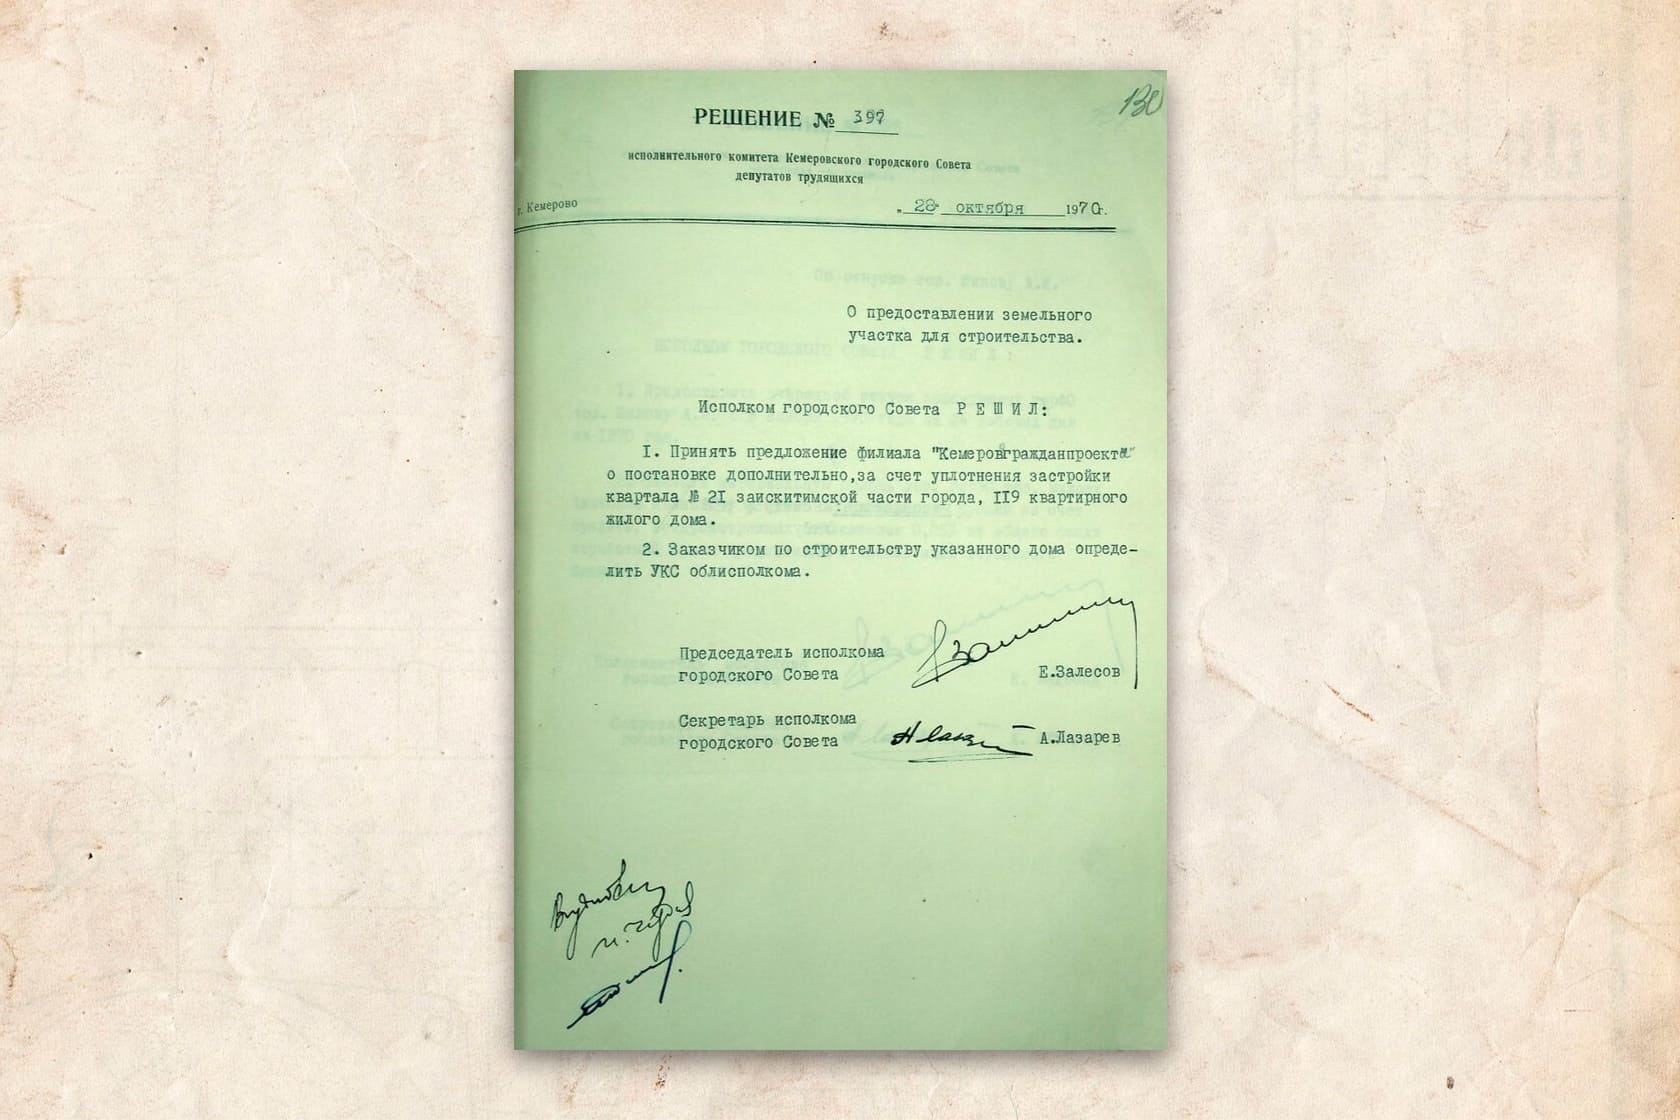 130
РЕШЕНИЕ № 397
исполнительного комитета Кемеровского городского Совета
депутатов трудящихся
г. Кемерово
„ 28 " октября 1970г.
О предоставлении земельного
участка для строительства.
Исполком городского Совета Р Е Ш И Л:
I. Принять предложение филиала "Кемеровгражданпроекта"
о постановке дополнительно,за счет уплотнения застройки
квартала № 2I заискитимской части города, II9 квартирного
жилого дома.
2. Заказчиком по строительству указанного дома опреде-
лить УКС облисполкома.
Председатель исполкома
городского Совета Е.Залесов
Секретарь исполкома
городского Совета А.Лазарев